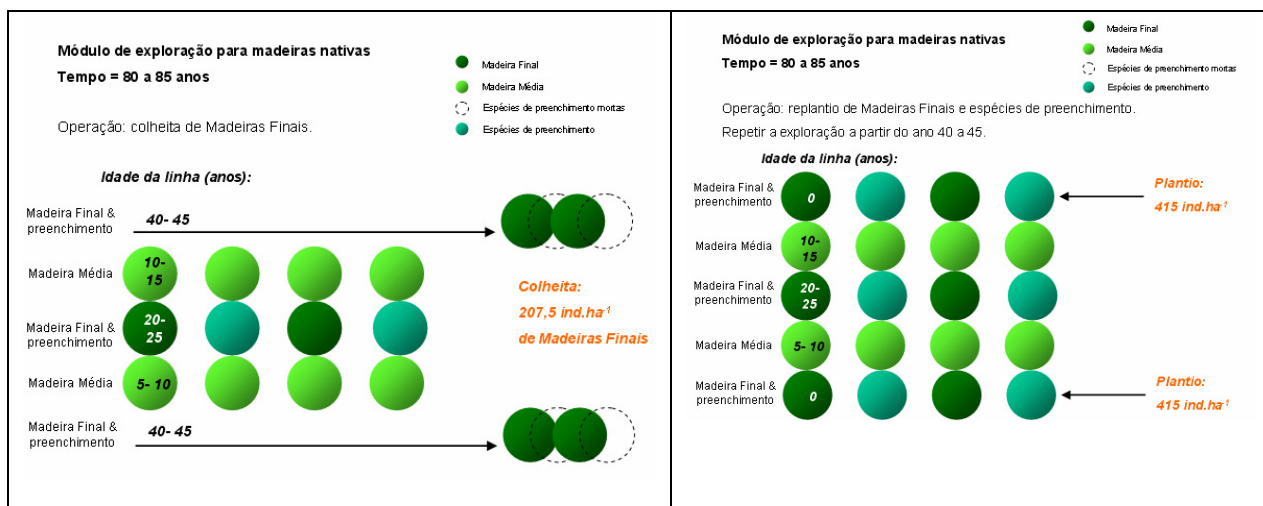 Módulo de exploração para madeiras nativas
Tempo = 80 a 85 anos
Madeira Final
Madeira Média
Espécies de preenchimento mortas
Espécies de preenchimento
Operação: colheita de Madeiras Finais.
Idade da linha (anos):
Madeira Final &
preenchimento
40- 45
Madeira Média
10-
15
Madeira Final &
preenchimento
20-
25
Madeira Média
5- 10
Madeira Final &
preenchimento
40- 45
Colheita:
207,5 ind.ha⁻¹
de Madeiras Finais
Módulo de exploração para madeiras nativas
Tempo = 80 a 85 anos
Madeira Final
Madeira Média
Espécies de preenchimento mortas
Espécies de preenchimento
Operação: replantio de Madeiras Finais e espécies de preenchimento.
Repetir a exploração a partir do ano 40 a 45.
Idade da linha (anos):
Madeira Final &
preenchimento
0
Plantio:
415 ind.ha⁻¹
Madeira Média
10-
15
Madeira Final &
preenchimento
20-
25
Madeira Média
5- 10
Madeira Final &
preenchimento
0
Plantio:
415 ind.ha⁻¹